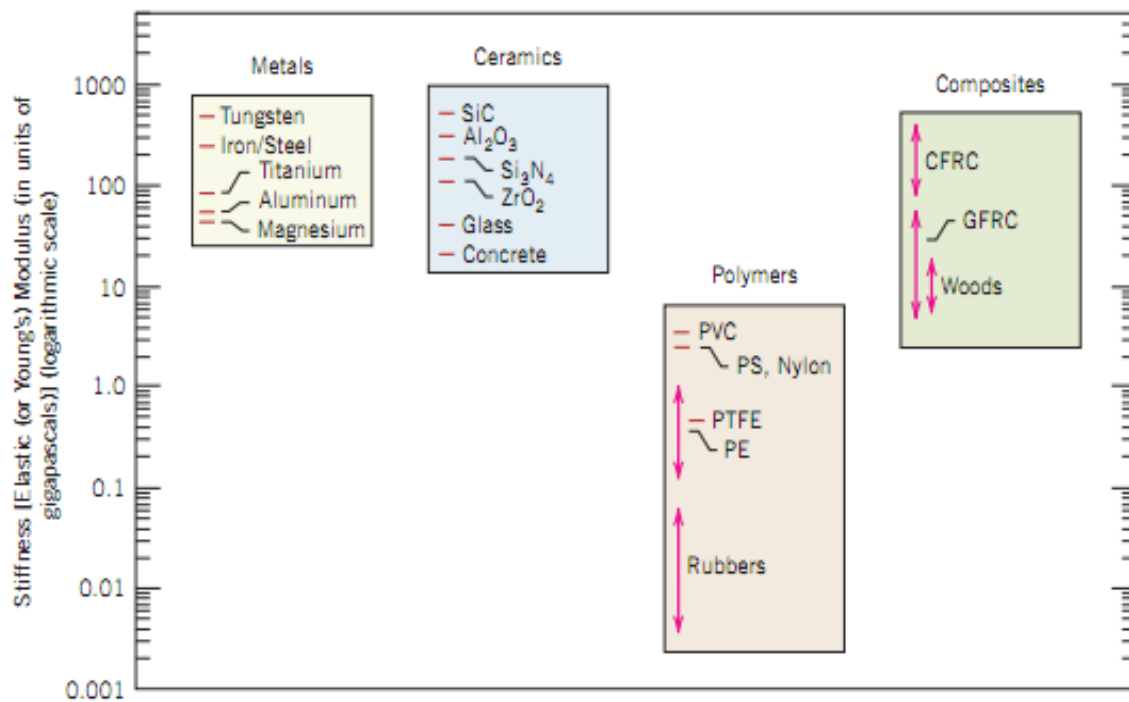 Stiffness [Elastic (or Young's) Modulus (in units of
gigapascals)] (logarithmic scale)
1000
100
10
1.0
0.1
0.01
0.001
Metals
Tungsten
Iron/Steel
Titanium
Aluminum
Magnesium
Ceramics
SiC
Al₂O₃
Si₃N₄
ZrO₂
Glass
Concrete
Polymers
PVC
PS, Nylon
PTFE
PE
Rubbers
Composites
CFRC
GFRC
Woods